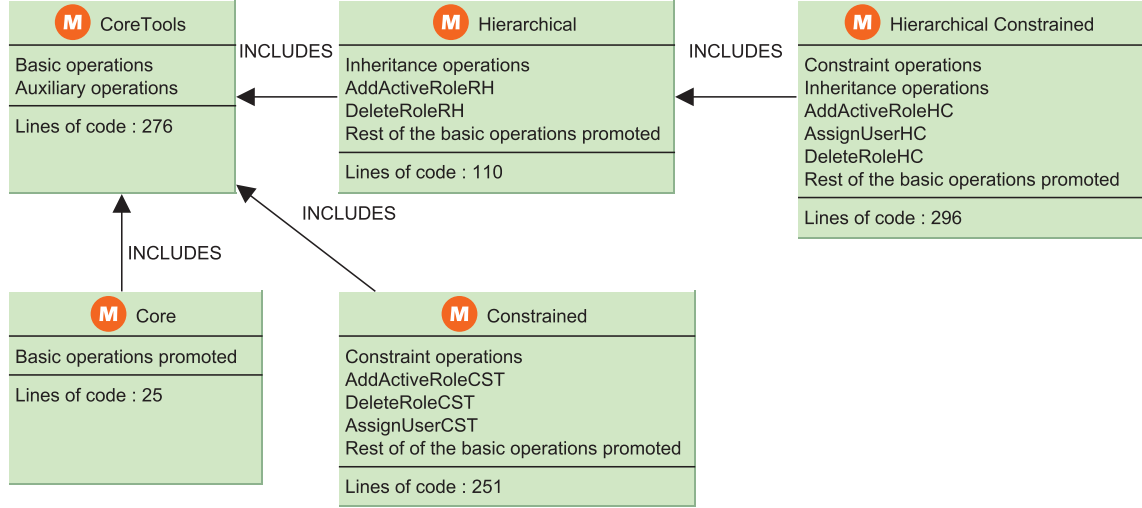 M CoreTools
Basic operations
Auxiliary operations
Lines of code : 276
INCLUDES
M Hierarchical
Inheritance operations
AddActiveRoleRH
DeleteRoleRH
Rest of the basic operations promoted
Lines of code : 110
INCLUDES
M Hierarchical Constrained
Constraint operations
Inheritance operations
AddActiveRoleHC
AssignUserHC
DeleteRoleHC
Rest of the basic operations promoted
Lines of code : 296
INCLUDES
INCLUDES
M Core
Basic operations promoted
Lines of code : 25
M Constrained
Constraint operations
AddActiveRoleCST
DeleteRoleCST
AssignUserCST
Rest of of the basic operations promoted
Lines of code : 251